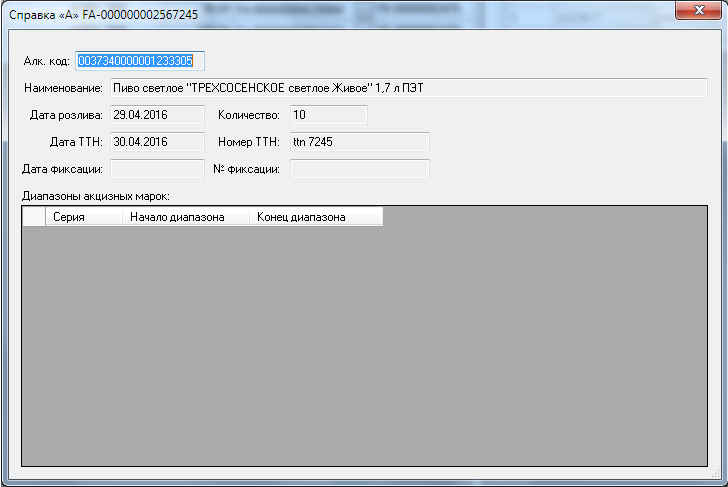 Справка «А» FA-000000002567245
Алк. код: 0037340000001233305
Наименование: Пиво светлое "ТРЕХСОСЕНСКОЕ светлое Живое" 1,7 л ПЭТ
Дата розлива: 29.04.2016 Количество: 10
Дата ТТН: 30.04.2016 Номер ТТН: ttn 7245
Дата фиксации: № фиксации:
Диапазоны акцизных марок:
Серия Начало диапазона Конец диапазона